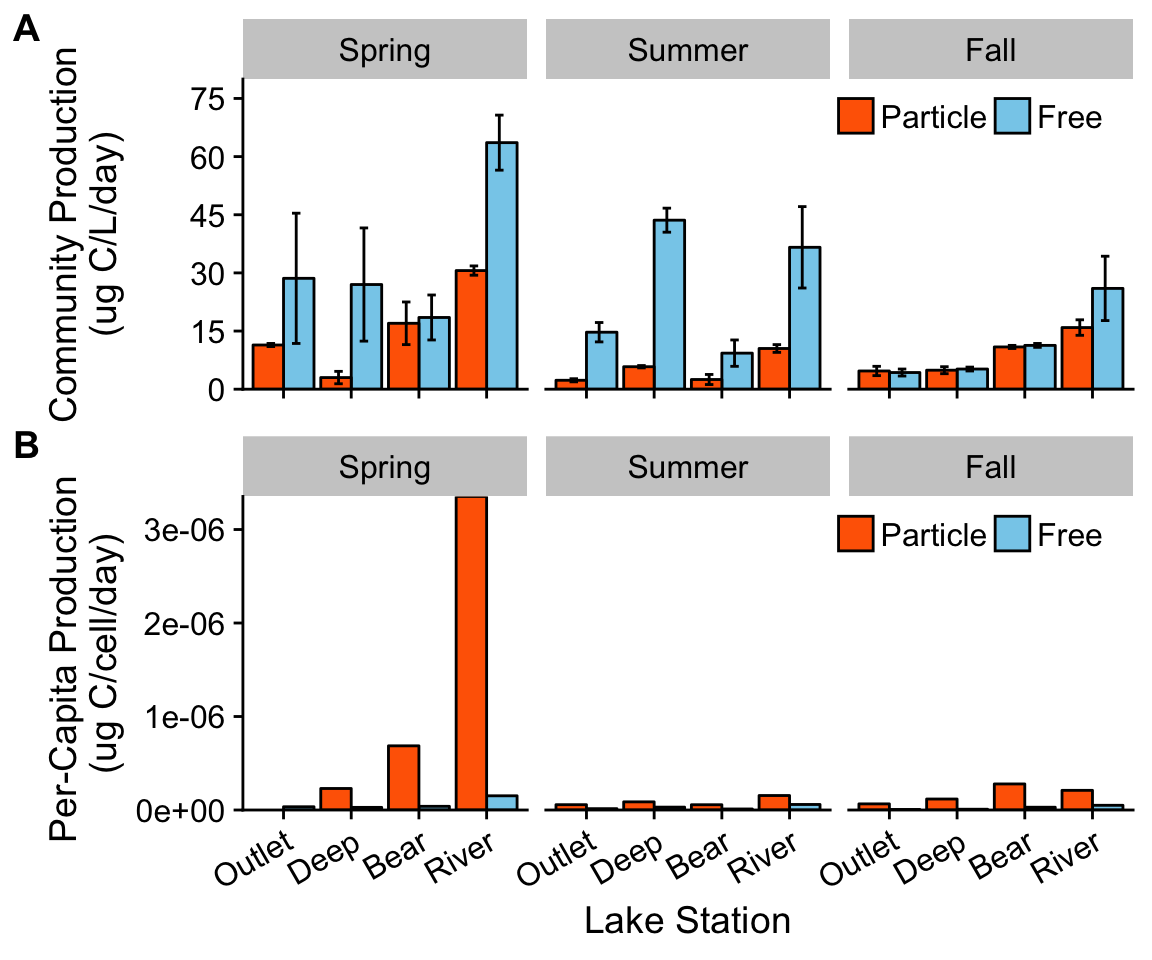 A
Spring Summer Fall
Community Production
(ug C/L/day)
75
60
45
30
15
0
Particle Free
B
Spring Summer Fall
Per-Capita Production
(ug C/cell/day)
3e-06
2e-06
1e-06
0e+00
Particle Free
Outlet Deep Bear River Outlet Deep Bear River Outlet Deep Bear River
Lake Station